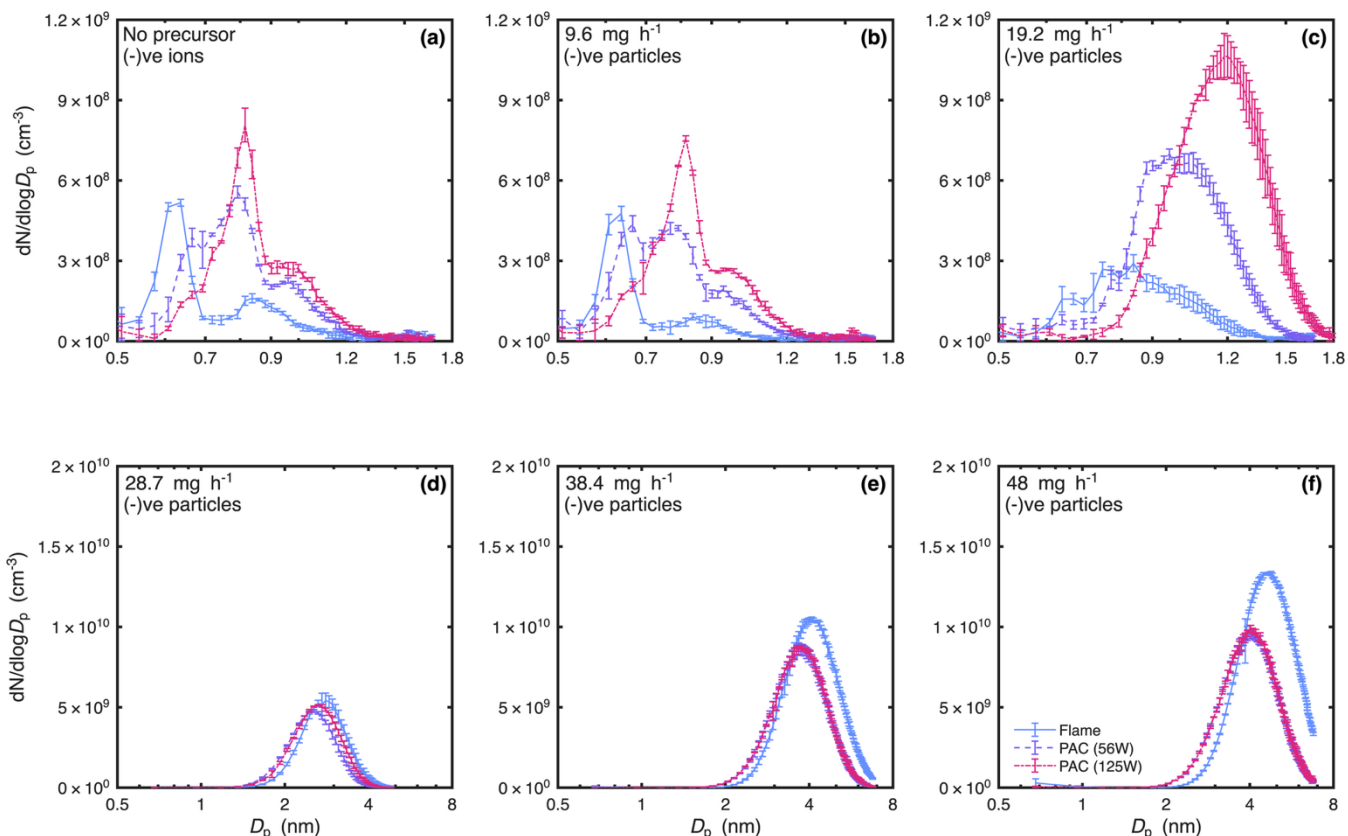 No precursor
(-)ve ions
(a)
1.2 × 10⁹
9 × 10⁸
6 × 10⁸
3 × 10⁸
0 × 10⁰
0.5 0.7 0.9 1.2 1.5 1.8
dN/dlogDₚ (cm⁻³)
9.6 mg h⁻¹
(-)ve particles
(b)
1.2 × 10⁹
9 × 10⁸
6 × 10⁸
3 × 10⁸
0 × 10⁰
0.5 0.7 0.9 1.2 1.5 1.8
19.2 mg h⁻¹
(-)ve particles
(c)
1.2 × 10⁹
9 × 10⁸
6 × 10⁸
3 × 10⁸
0 × 10⁰
0.5 0.7 0.9 1.2 1.5 1.8
28.7 mg h⁻¹
(-)ve particles
(d)
2 × 10¹⁰
1.5 × 10¹⁰
1 × 10¹⁰
5 × 10⁹
0 × 10⁰
0.5 1 2 4 8
dN/dlogDₚ (cm⁻³)
Dₚ (nm)
38.4 mg h⁻¹
(-)ve particles
(e)
2 × 10¹⁰
1.5 × 10¹⁰
1 × 10¹⁰
5 × 10⁹
0 × 10⁰
0.5 1 2 4 8
Dₚ (nm)
48 mg h⁻¹
(-)ve particles
(f)
2 × 10¹⁰
1.5 × 10¹⁰
1 × 10¹⁰
5 × 10⁹
0 × 10⁰
Flame
PAC (56W)
PAC (125W)
0.5 1 2 4 8
Dₚ (nm)